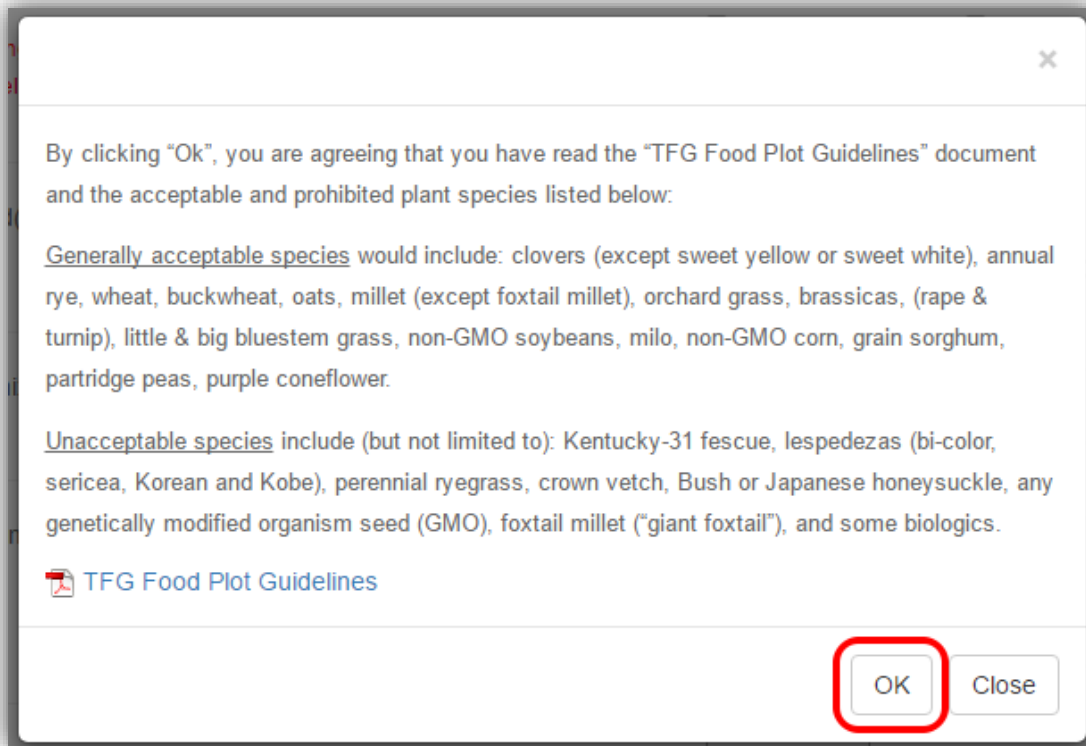 ×
By clicking “Ok”, you are agreeing that you have read the “TFG Food Plot Guidelines” document
and the acceptable and prohibited plant species listed below:
Generally acceptable species would include: clovers (except sweet yellow or sweet white), annual
rye, wheat, buckwheat, oats, millet (except foxtail millet), orchard grass, brassicas, (rape &
turnip), little & big bluestem grass, non-GMO soybeans, milo, non-GMO corn, grain sorghum,
partridge peas, purple coneflower.
Unacceptable species include (but not limited to): Kentucky-31 fescue, lespedezas (bi-color,
sericea, Korean and Kobe), perennial ryegrass, crown vetch, Bush or Japanese honeysuckle, any
genetically modified organism seed (GMO), foxtail millet (“giant foxtail”), and some biologics.
TFG Food Plot Guidelines
OK Close